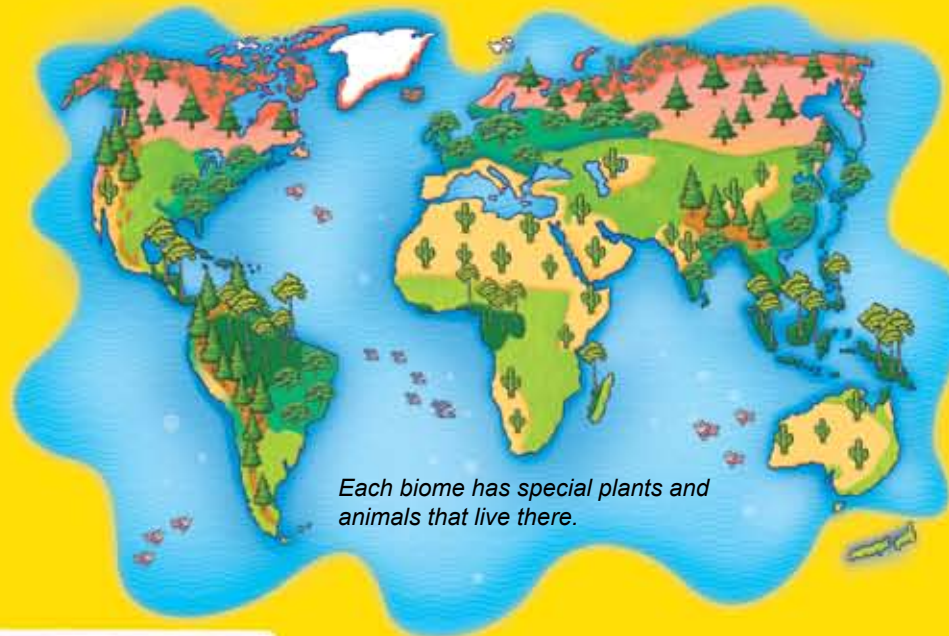 Each biome has special plants and
animals that live there.